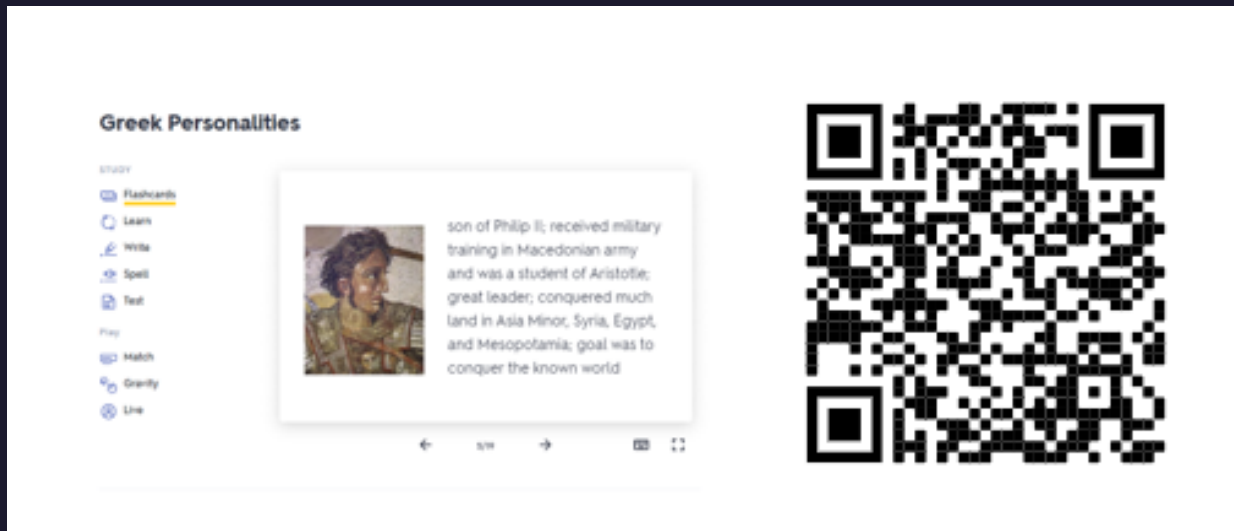 Greek Personalities
STUDY
Flashcards
Learn
Write
Spell
Test
Play
Match
Gravity
Live
son of Philip II; received military
training in Macedonian army
and was a student of Aristotle;
great leader; conquered much
land in Asia Minor, Syria, Egypt,
and Mesopotamia; goal was to
conquer the known world